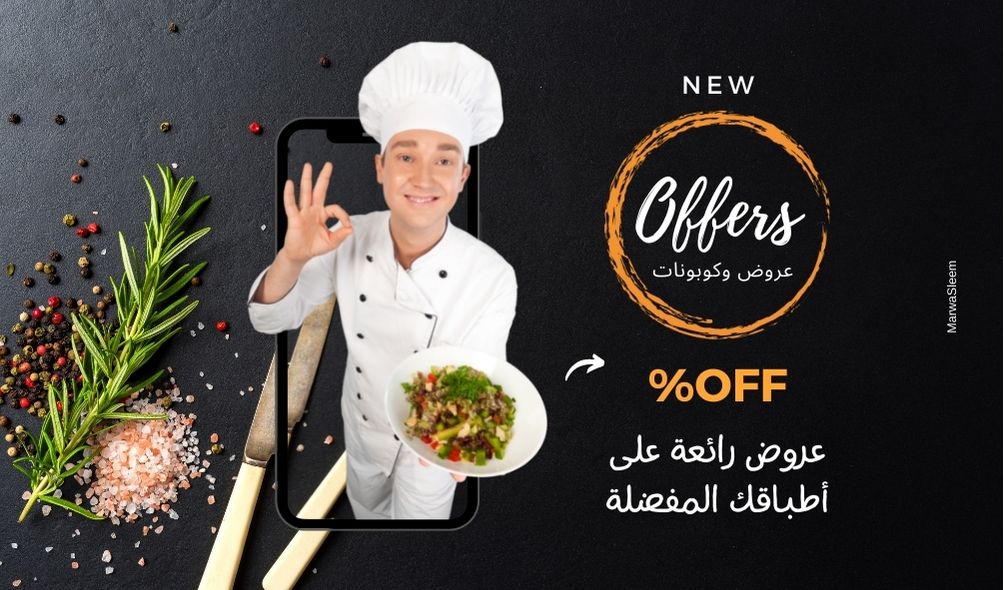 NEW
Offers
عروض وكوبونات
%OFF
عروض رائعة على
أطباقك المفضلة
MarwaSleem